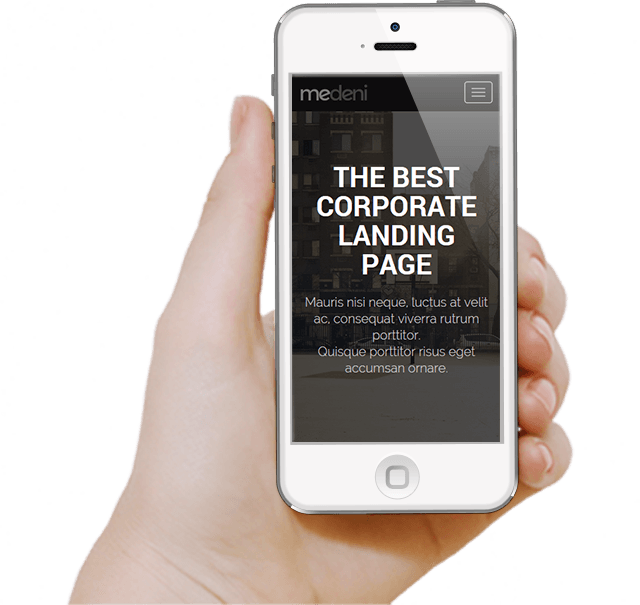 medeni
THE BEST
CORPORATE
LANDING
PAGE
Mauris nisi neque, luctus at velit
ac, consequat viverra rutrum
porttitor.
Quisque porttitor risus eget
accumsan ornare.